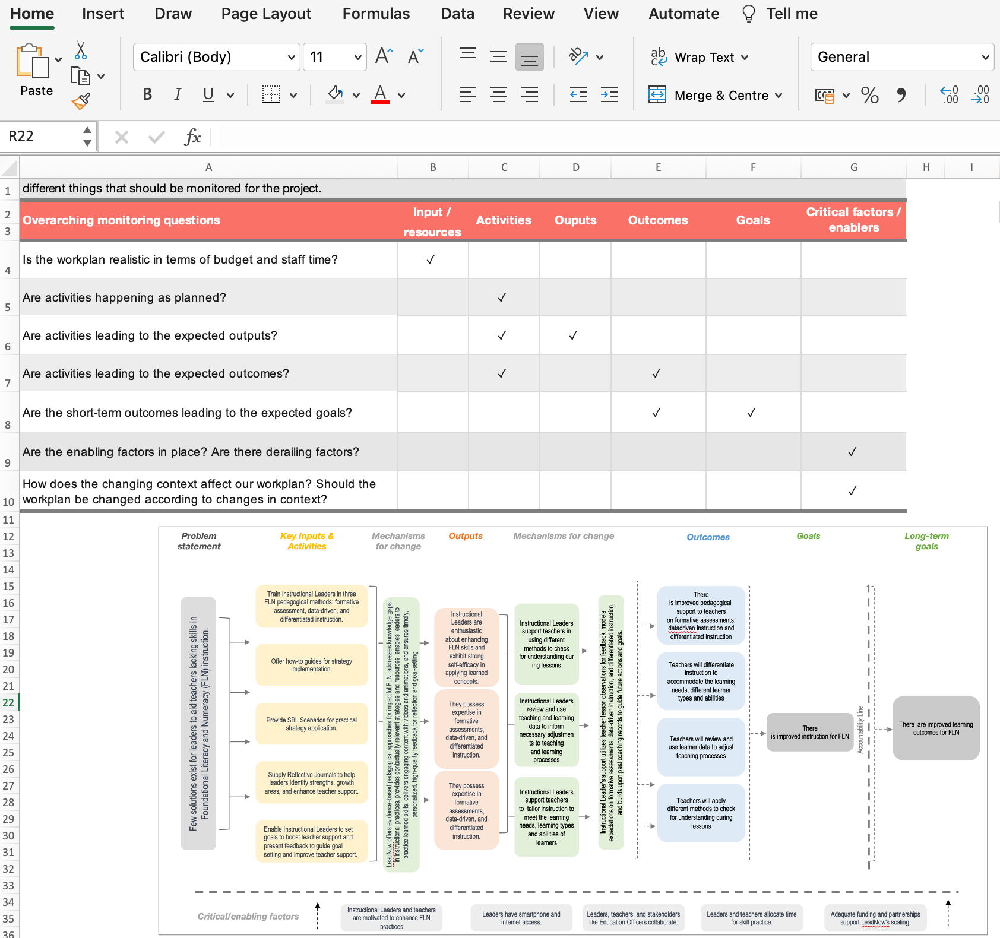 Home Insert Draw Page Layout Formulas Data Review View Automate Tell me
Paste
Calibri (Body) 11
B I U A
Wrap Text
Merge & Centre
General
R22
fx
A B C D E F G H I
1 different things that should be monitored for the project.
2 3 Overarching monitoring questions
Input /
resources
Activities
Ouputs
Outcomes
Goals
Critical factors /
enablers
4 Is the workplan realistic in terms of budget and staff time? ✓
5 Are activities happening as planned? ✓
6 Are activities leading to the expected outputs? ✓ ✓
7 Are activities leading to the expected outcomes? ✓ ✓
8 Are the short-term outcomes leading to the expected goals? ✓ ✓
9 Are the enabling factors in place? Are there derailing factors? ✓
How does the changing context affect our workplan? Should the
10 workplan be changed according to changes in context? ✓
11
12
13
14
15
16
17
18
19
20
21
22
23
24
25
26
27
28
29
30
31
32
33
34
35
36
Problem
statement
Key Inputs &
Activities
Mechanisms
for change
Outputs
Mechanisms for change
Outcomes
Goals
Long-term
goals
Few solutions exist for leaders to aid teachers lacking skills in
Foundational Literacy and Numeracy (FLN) instruction.
Train Instructional Leaders in three
FLN pedagogical methods: formative
assessment, data-driven, and
differentiated instruction.
Offer how-to guides for strategy
implementation.
Provide SBL Scenarios for practical
strategy application.
Supply Reflective Journals to help
leaders identify strengths, growth
areas, and enhance teacher support.
Enable Instructional Leaders to set
goals to boost teacher support and
present feedback to guide goal
setting and improve teacher support.
LeadNow offers evidence-based pedagogical approaches for impactful FLN, addresses knowledge gaps
in instructional practices, provides contextually relevant strategies and resources, enables leaders to
practice learned skills, delivers engaging content with videos and animations, and ensures timely,
personalized, high-quality feedback for reflection and goal-setting
Instructional
Leaders are
enthusiastic
about enhancing
FLN skills and
exhibit strong
self-efficacy in
applying learned
concepts.
They possess
expertise in
formative
assessments,
data-driven, and
differentiated
instruction.
They possess
expertise in
formative
assessments,
data-driven, and
differentiated
instruction.
Instructional Leaders
support teachers in
using different
methods to check
for understanding dur
ing lessons
Instructional Leaders
review and use
teaching and learning
data to inform
necessary adjustmen
ts to teaching
and learning
processes
Instructional Leaders
support teachers
to tailor instruction to
meet the learning
needs, learning types
and abilities of
learners
Instructional Leader's support utilizes teacher lesson observations for feedback, models
expectations on formative assessments, data-driven instruction, and differentiated instruction,
and builds upon past coaching records to guide future actions and goals.
There
is improved pedagogical
support to teachers
on formative assessments,
datadriven instruction and
differentiated instruction
Teachers will differentiate
instruction to
accommodate the learning
needs, different learner
types and abilities
Teachers will review and
use learner data to adjust
teaching processes
Teachers will apply
different methods to check
for understanding during
lessons
There
is improved instruction for FLN
Accountability Line
There are improved learning
outcomes for FLN
Critical/enabling factors
Instructional Leaders and teachers
are motivated to enhance FLN
practices
Leaders have smartphone and
internet access.
Leaders, teachers, and stakeholders
like Education Officers collaborate.
Leaders and teachers allocate time
for skill practice.
Adequate funding and partnerships
support LeadNow's scaling.